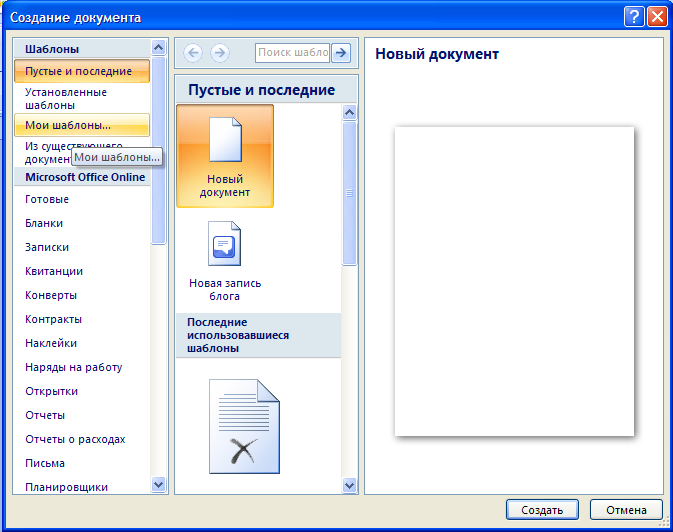 Создание документа
Шаблоны
Пустые и последние
Установленные
шаблоны
Мои шаблоны...
Из существующего
докумен
Мои шаблоны...
Microsoft Office Online
Готовые
Бланки
Записки
Квитанции
Конверты
Контракты
Наклейки
Наряды на работу
Открытки
Отчеты
Отчеты о расходах
Письма
Планировщики
Поиск шабло
Пустые и последние
Новый
документ
Новая запись
блога
Последние
использовавшиеся
шаблоны
Новый документ
Создать
Отмена